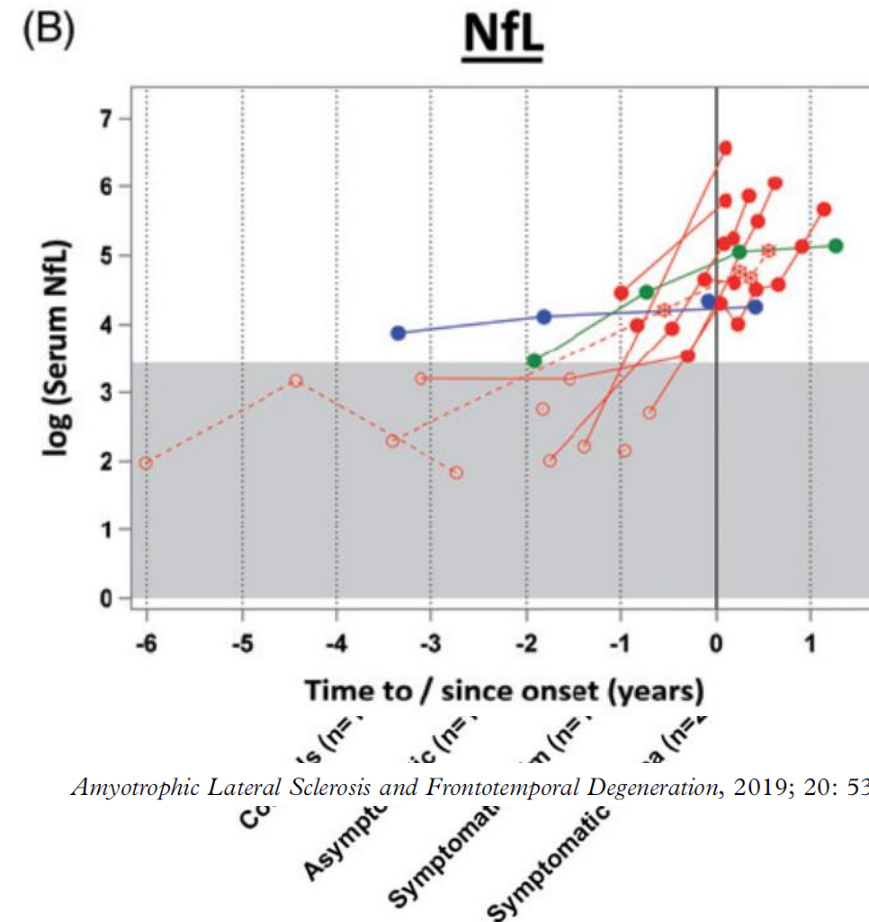 (B)
NfL
log (Serum NfL)
7
6
5
4
3
2
1
0
-6 -5 -4 -3 -2 -1 0 1
Time to / since onset (years)
Amyotrophic Lateral Sclerosis and Frontotemporal Degeneration, 2019; 20: 53